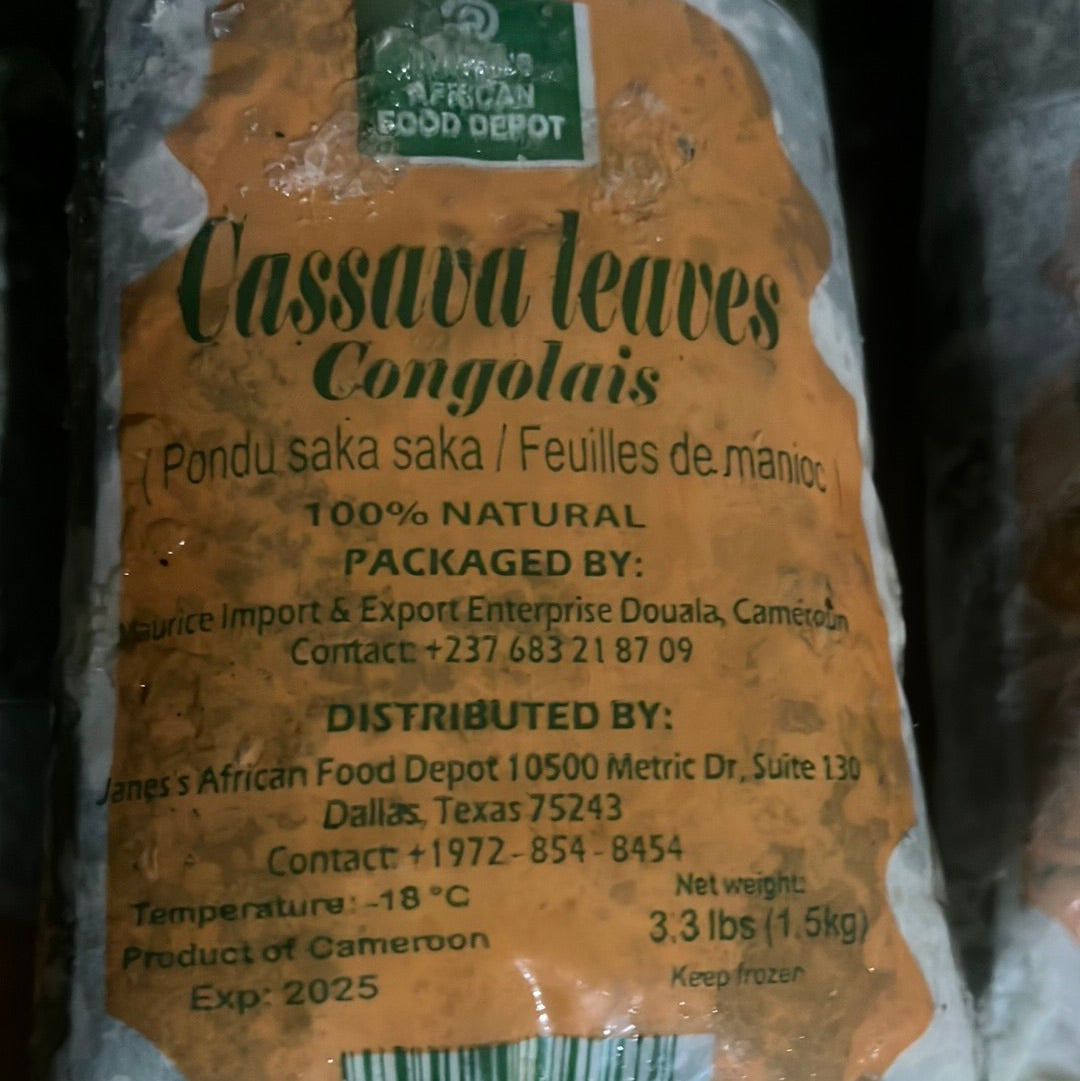 AFRICAN
FOOD DEPOT
Cassava leaves
Congolais
( Pondu saka saka / Feuilles de manioc )
100% NATURAL
PACKAGED BY:
Maurice Import & Export Enterprise Douala, Cameroun
Contact: +237 683 21 87 09
DISTRIBUTED BY:
Janes's African Food Depot 10500 Metric Dr, Suite 130
Dallas, Texas 75243
Contact: +1972-854-8454
Temperature: -18 °C
Net weight:
3.3 lbs (1.5kg)
Product of Cameroon
Keep frozen
Exp: 2025